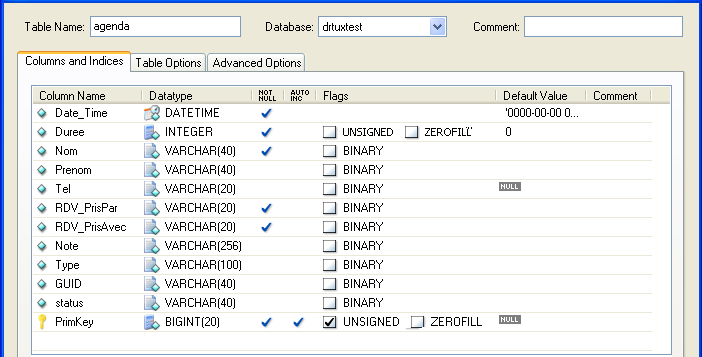 Table Name: agenda Database: drtuxtest Comment:
Columns and Indices Table Options Advanced Options
Column Name Datatype NOT NULL AUTO INC Flags Default Value Comment
Date_Time DATETIME '0000-00-00 0...
Duree INTEGER UNSIGNED ZEROFILL 0
Nom VARCHAR(40) BINARY
Prenom VARCHAR(40) BINARY
Tel VARCHAR(20) BINARY NULL
RDV_PrisPar VARCHAR(20) BINARY
RDV_PrisAvec VARCHAR(20) BINARY
Note VARCHAR(256) BINARY
Type VARCHAR(100) BINARY
GUID VARCHAR(40) BINARY
status VARCHAR(40) BINARY
PrimKey BIGINT(20) UNSIGNED ZEROFILL NULL